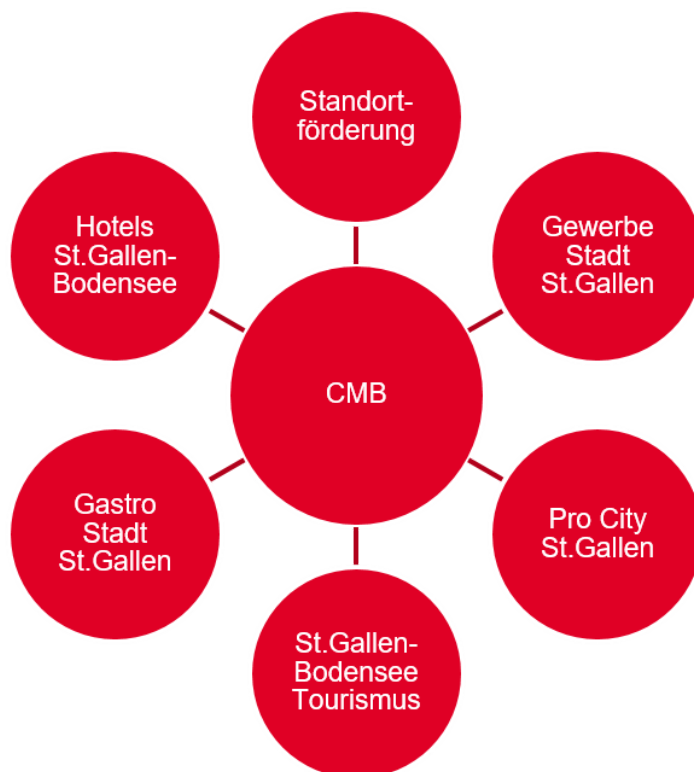 Standort-
förderung
Hotels
St.Gallen-
Bodensee
Gewerbe
Stadt
St.Gallen
CMB
Gastro
Stadt
St.Gallen
Pro City
St.Gallen
St.Gallen-
Bodensee
Tourismus